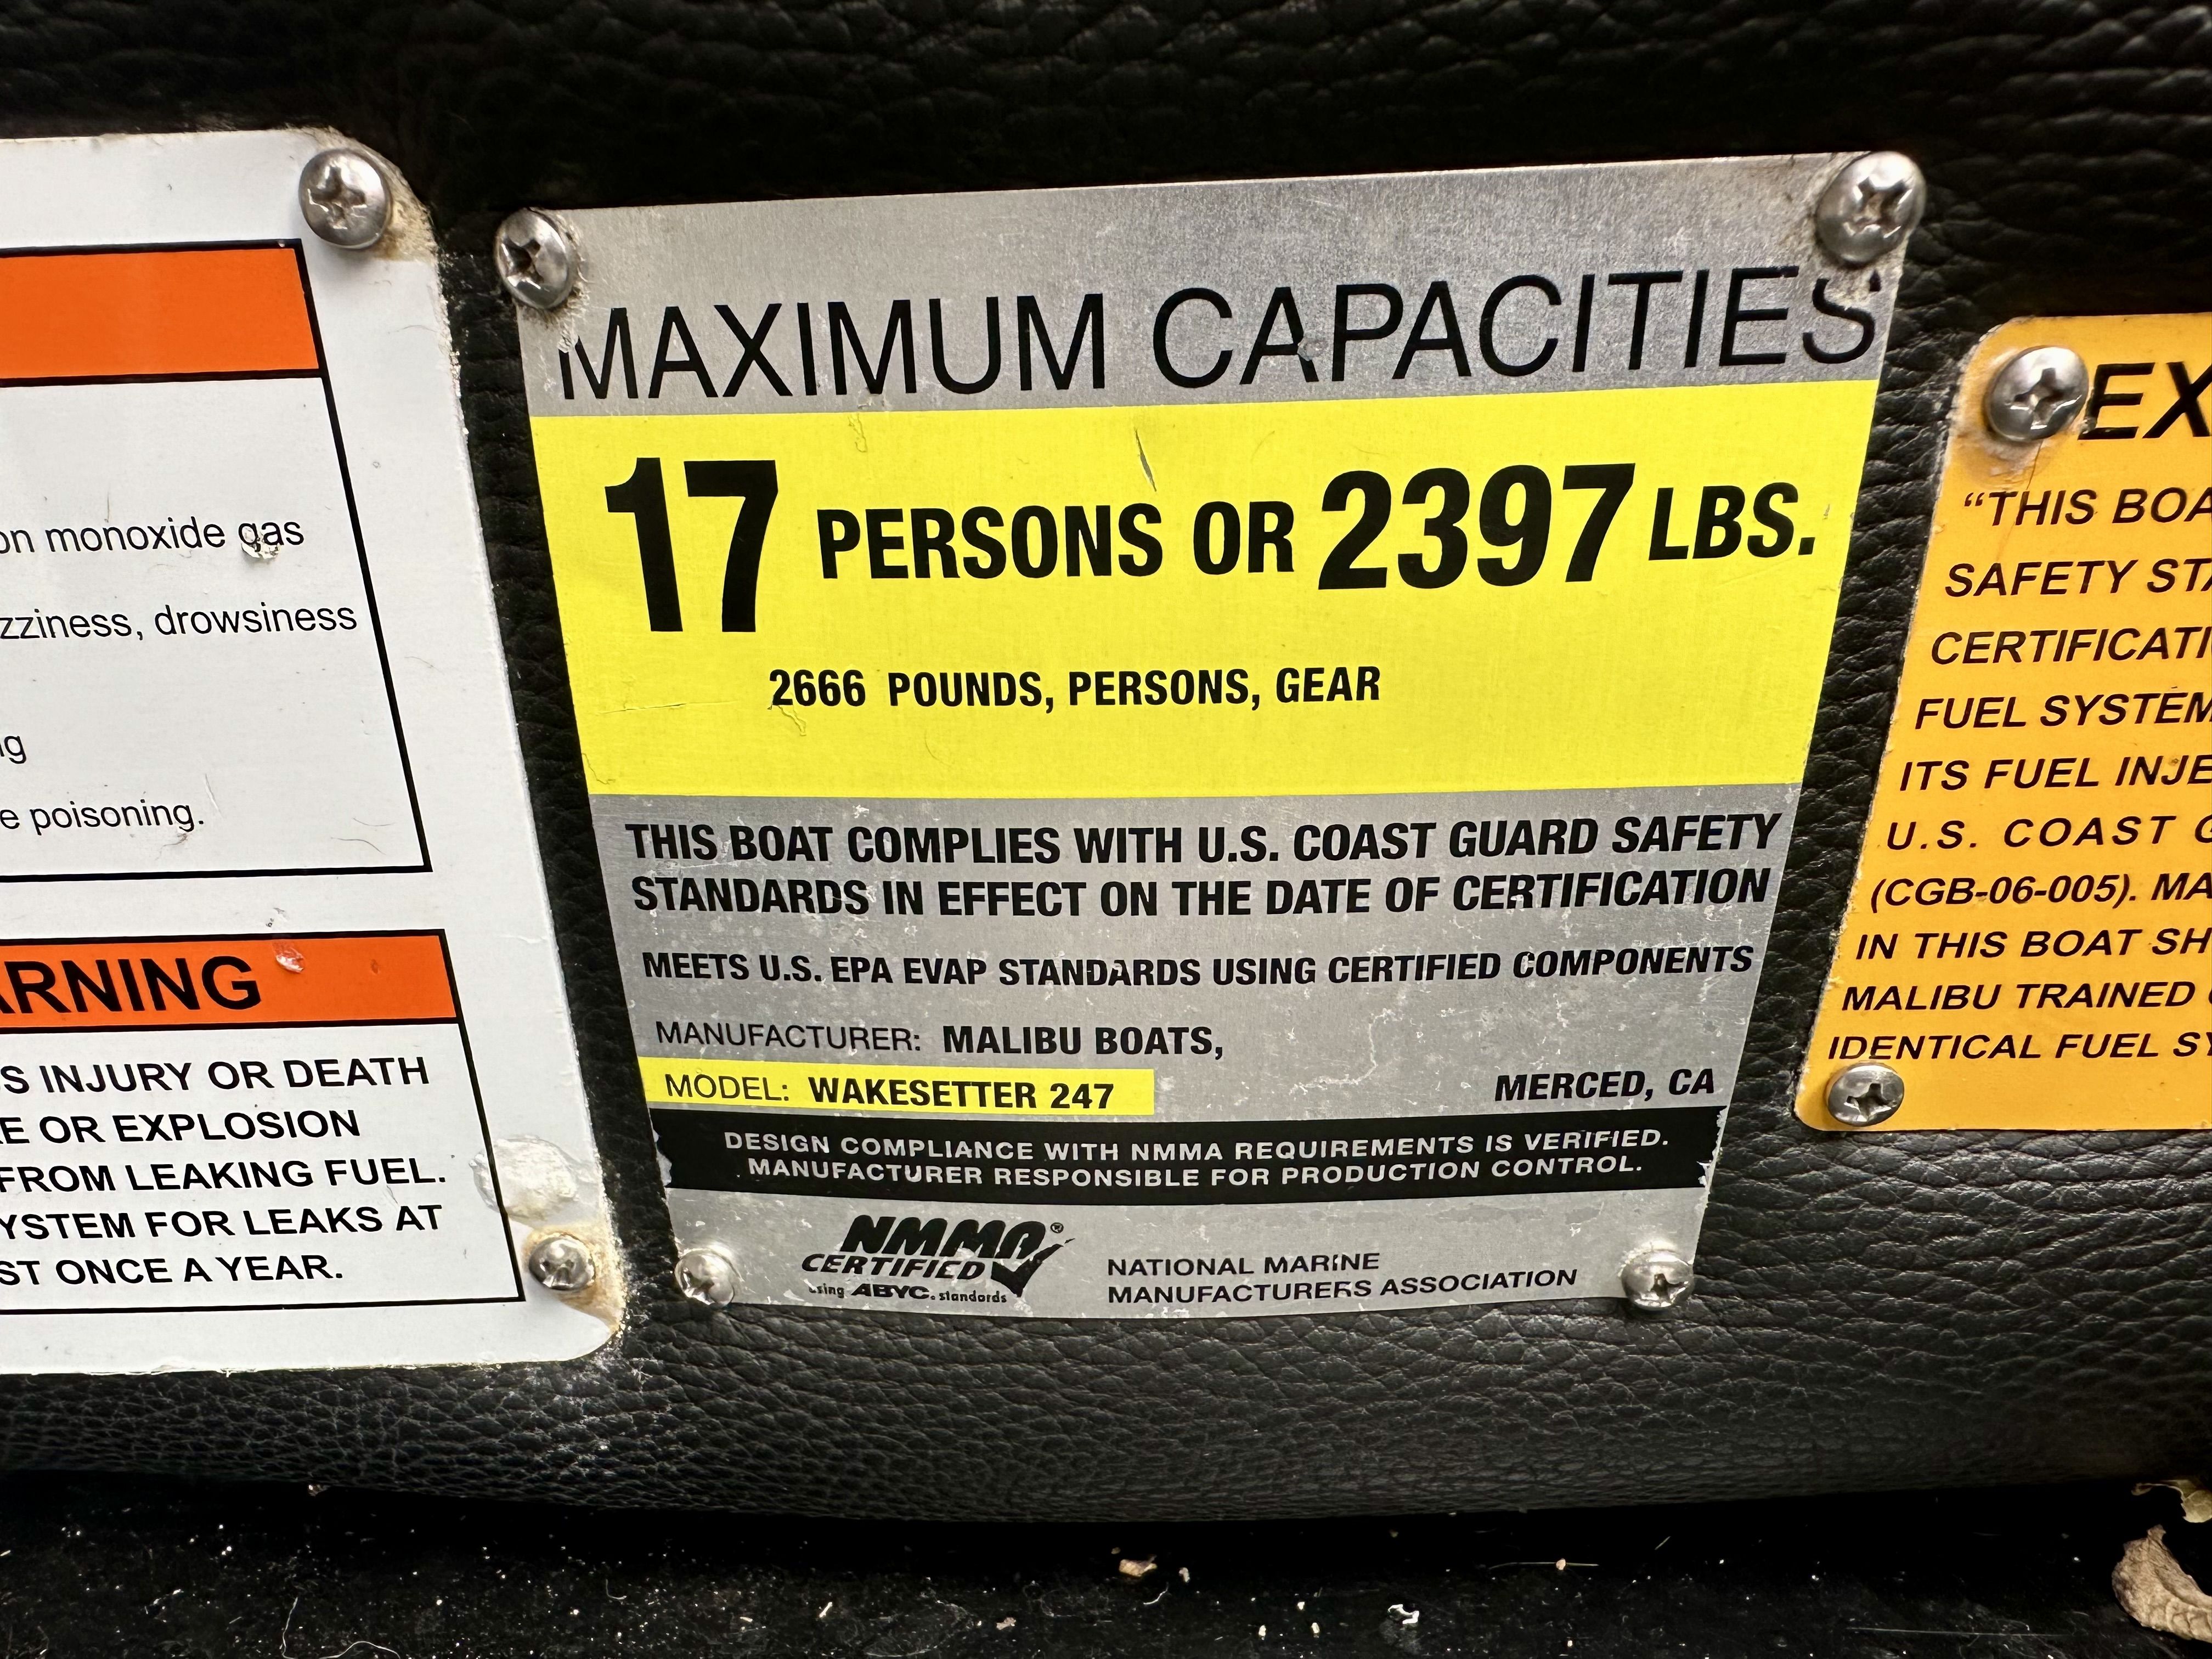 on monoxide gas
zziness, drowsiness
g
e poisoning.
ARNING
S INJURY OR DEATH
E OR EXPLOSION
FROM LEAKING FUEL.
YSTEM FOR LEAKS AT
ST ONCE A YEAR.
MAXIMUM CAPACITIES
17 PERSONS OR 2397 LBS.
2666 POUNDS, PERSONS, GEAR
THIS BOAT COMPLIES WITH U.S. COAST GUARD SAFETY
STANDARDS IN EFFECT ON THE DATE OF CERTIFICATION
MEETS U.S. EPA EVAP STANDARDS USING CERTIFIED COMPONENTS
MANUFACTURER: MALIBU BOATS,
MODEL: WAKESETTER 247 MERCED, CA
DESIGN COMPLIANCE WITH NMMA REQUIREMENTS IS VERIFIED.
MANUFACTURER RESPONSIBLE FOR PRODUCTION CONTROL.
NMMA®
CERTIFIED
using ABYC. standards
NATIONAL MARINE
MANUFACTURERS ASSOCIATION
EX
“THIS BOA
SAFETY STA
CERTIFICATI
FUEL SYSTEM
ITS FUEL INJE
U.S. COAST G
(CGB-06-005). MA
IN THIS BOAT SH
MALIBU TRAINED
IDENTICAL FUEL SY